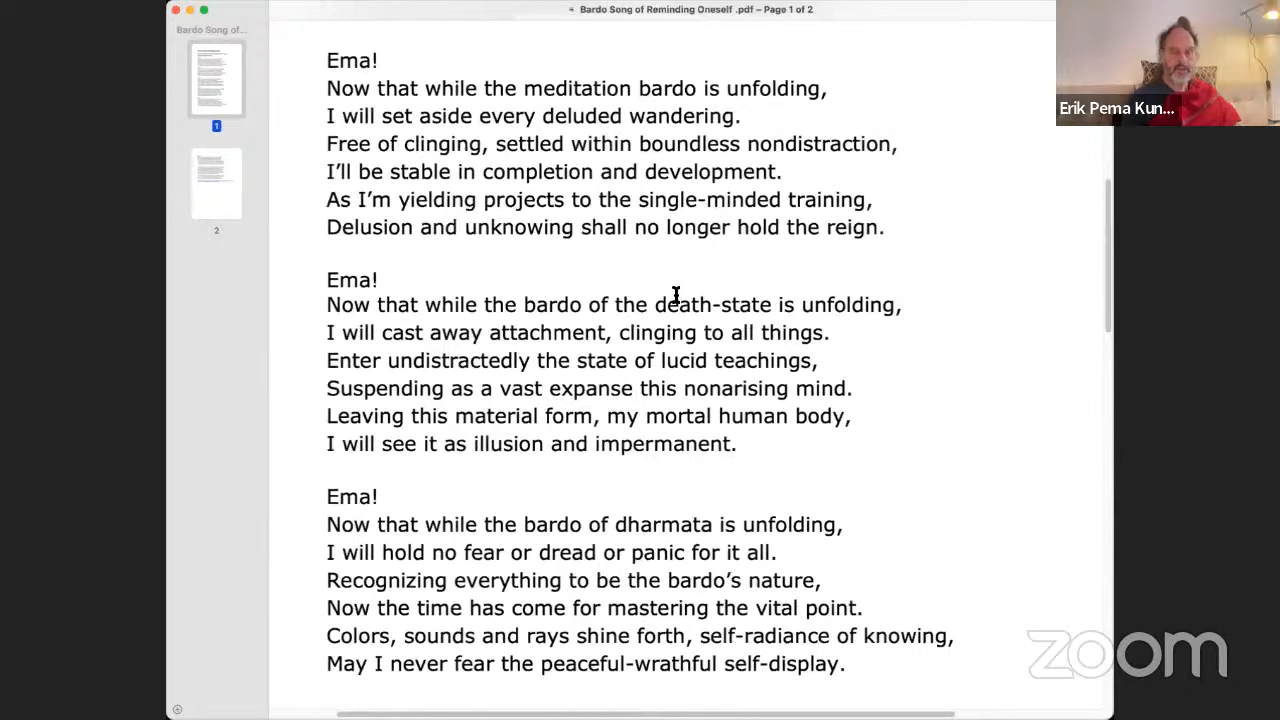 Bardo Song of Reminding Oneself .pdf – Page 1 of 2
Bardo Song of...
1
2
Ema!
Now that while the meditation bardo is unfolding,
I will set aside every deluded wandering.
Free of clinging, settled within boundless nondistraction,
I’ll be stable in completion and development.
As I’m yielding projects to the single-minded training,
Delusion and unknowing shall no longer hold the reign.
Ema!
Now that while the bardo of the death-state is unfolding,
I will cast away attachment, clinging to all things.
Enter undistractedly the state of lucid teachings,
Suspending as a vast expanse this nonarising mind.
Leaving this material form, my mortal human body,
I will see it as illusion and impermanent.
Ema!
Now that while the bardo of dharmata is unfolding,
I will hold no fear or dread or panic for it all.
Recognizing everything to be the bardo’s nature,
Now the time has come for mastering the vital point.
Colors, sounds and rays shine forth, self-radiance of knowing,
May I never fear the peaceful-wrathful self-display.
Erik Pema Kun...
zoom